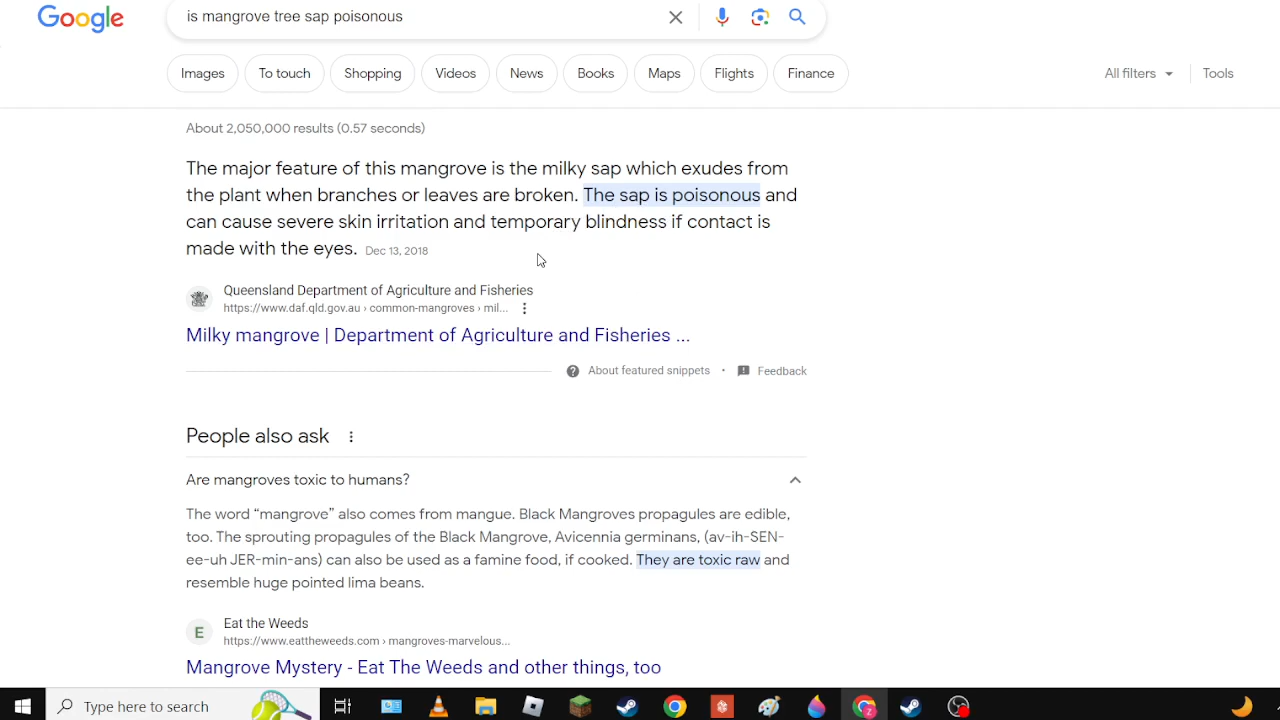 Google
is mangrove tree sap poisonous
Images
To touch
Shopping
Videos
News
Books
Maps
Flights
Finance
All filters
Tools
About 2,050,000 results (0.57 seconds)
The major feature of this mangrove is the milky sap which exudes from
the plant when branches or leaves are broken. The sap is poisonous and
can cause severe skin irritation and temporary blindness if contact is
made with the eyes. Dec 13, 2018
Queensland Department of Agriculture and Fisheries
https://www.daf.qld.gov.au › common-mangroves › mil...
Milky mangrove | Department of Agriculture and Fisheries ...
About featured snippets • Feedback
People also ask
Are mangroves toxic to humans?
The word “mangrove” also comes from mangue. Black Mangroves propagules are edible,
too. The sprouting propagules of the Black Mangrove, Avicennia germinans, (av-ih-SEN-
ee-uh JER-min-ans) can also be used as a famine food, if cooked. They are toxic raw and
resemble huge pointed lima beans.
E
Eat the Weeds
https://www.eattheweeds.com › mangroves-marvelous...
Mangrove Mystery - Eat The Weeds and other things, too
Type here to search